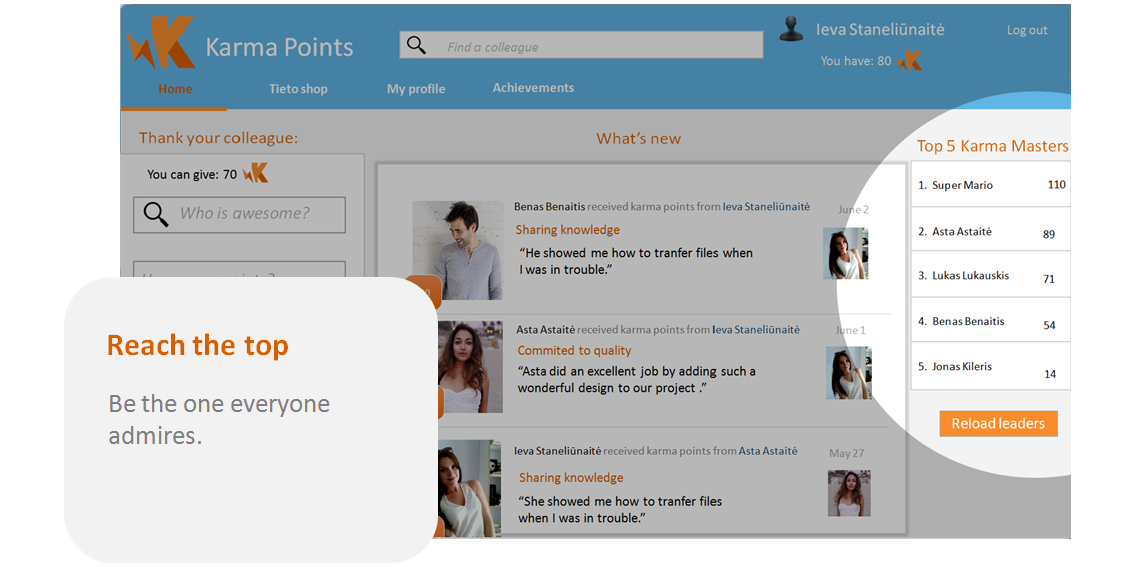 Karma Points
Find a colleague
Ieva Staneliūnaitė
Log out
You have: 80
Home
Tieto shop
My profile
Achievements
Thank your colleague:
You can give: 70
Who is awesome?
What's new
Benas Benaitis received karma points from Ieva Staneliūnaitė
June 2
Sharing knowledge
“He showed me how to tranfer files when
I was in trouble.”
Asta Astaitė received karma points from Ieva Staneliūnaitė
June 1
Commited to quality
“Asta did an excellent job by adding such a
wonderful design to our project .”
Ieva Staneliūnaitė received karma points from Asta Astaitė
May 27
Sharing knowledge
“She showed me how to tranfer files
when I was in trouble.”
Top 5 Karma Masters
1. Super Mario 110
2. Asta Astaitė 89
3. Lukas Lukauskis 71
4. Benas Benaitis 54
5. Jonas Kileris 14
Reload leaders
Reach the top
Be the one everyone
admires.